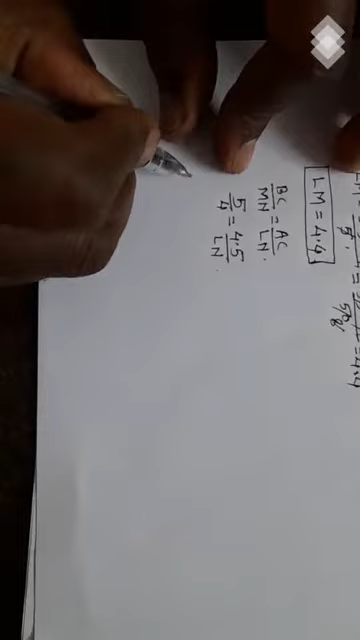 LM = 4.4
BC/MN = AC/LN.
5/4 = 4.5/LN.